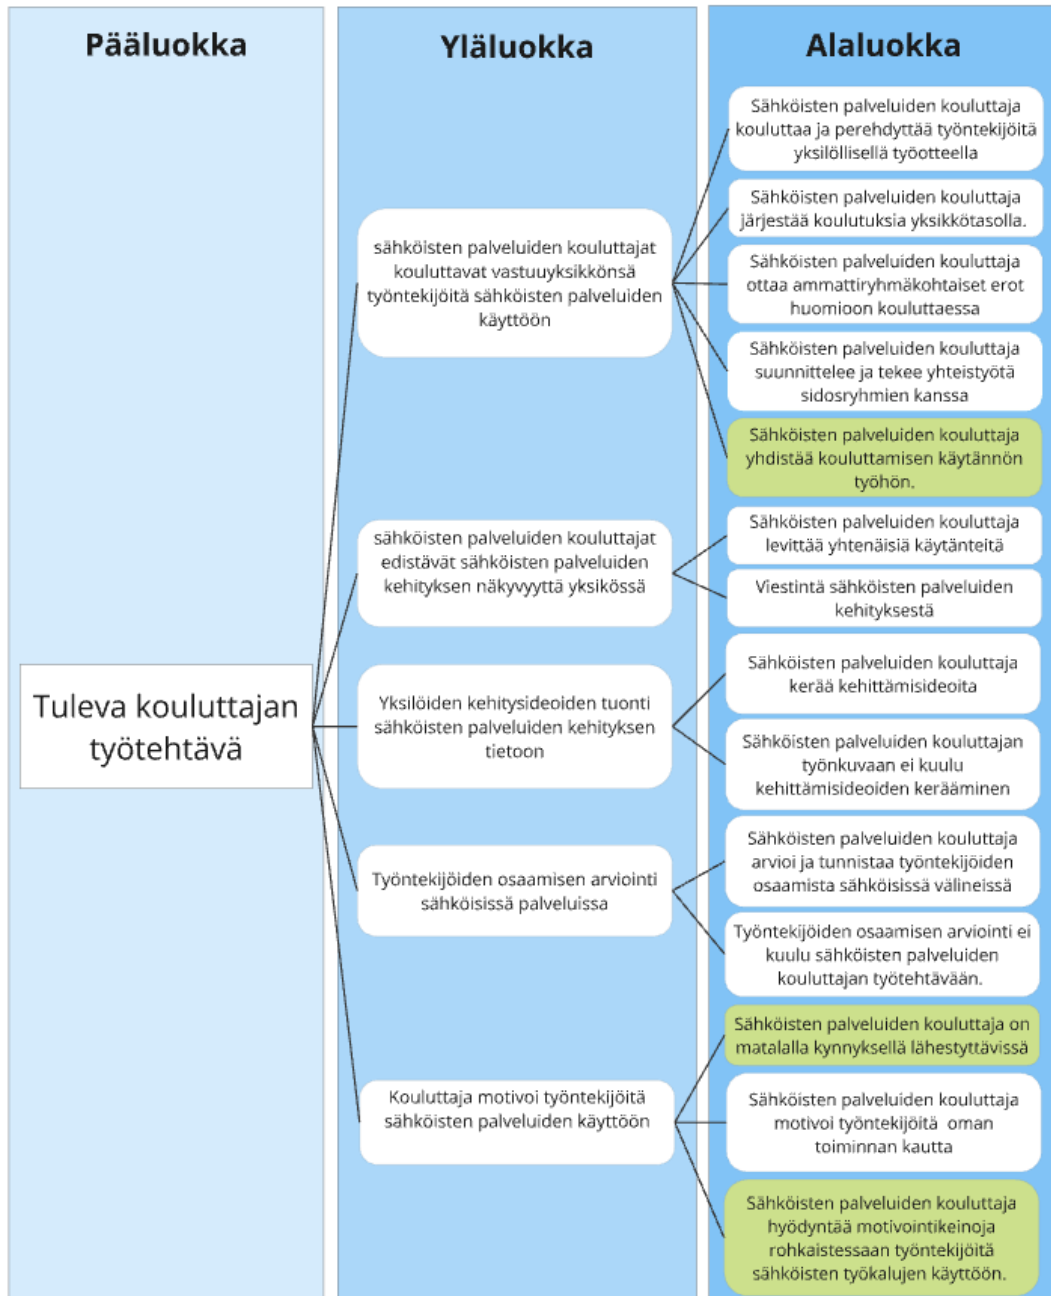 Pääluokka
Yläluokka
Alaluokka
Tuleva kouluttajan
työtehtävä
sähköisten palveluiden kouluttajat
kouluttavat vastuuyksikkönsä
työntekijöitä sähköisten palveluiden
käyttöön
sähköisten palveluiden kouluttajat
edistävät sähköisten palveluiden
kehityksen näkyvyyttä yksikössä
Yksilöiden kehitysideoiden tuonti
sähköisten palveluiden kehityksen
tietoon
Työntekijöiden osaamisen arviointi
sähköisissä palveluissa
Kouluttaja motivoi työntekijöitä
sähköisten palveluiden käyttöön
Sähköisten palveluiden kouluttaja
kouluttaa ja perehdyttää työntekijöitä
yksilöllisellä työotteella
Sähköisten palveluiden kouluttaja
järjestää koulutuksia yksikkötasolla.
Sähköisten palveluiden kouluttaja
ottaa ammattiryhmäkohtaiset erot
huomioon kouluttaessa
Sähköisten palveluiden kouluttaja
suunnittelee ja tekee yhteistyötä
sidosryhmien kanssa
Sähköisten palveluiden kouluttaja
yhdistää kouluttamisen käytännön
työhön.
Sähköisten palveluiden kouluttaja
levittää yhtenäisiä käytänteitä
Viestintä sähköisten palveluiden
kehityksestä
Sähköisten palveluiden kouluttaja
kerää kehittämisideoita
Sähköisten palveluiden kouluttajan
työnkuvaan ei kuulu
kehittämisideoiden kerääminen
Sähköisten palveluiden kouluttaja
arvioi ja tunnistaa työntekijöiden
osaamista sähköisissä välineissä
Työntekijöiden osaamisen arviointi ei
kuulu sähköisten palveluiden
kouluttajan työtehtävään.
Sähköisten palveluiden kouluttaja on
matalalla kynnyksellä lähestyttävissä
Sähköisten palveluiden kouluttaja
motivoi työntekijöitä oman
toiminnan kautta
Sähköisten palveluiden kouluttaja
hyödyntää motivointikeinoja
rohkaistessaan työntekijöitä
sähköisten työkalujen käyttöön.